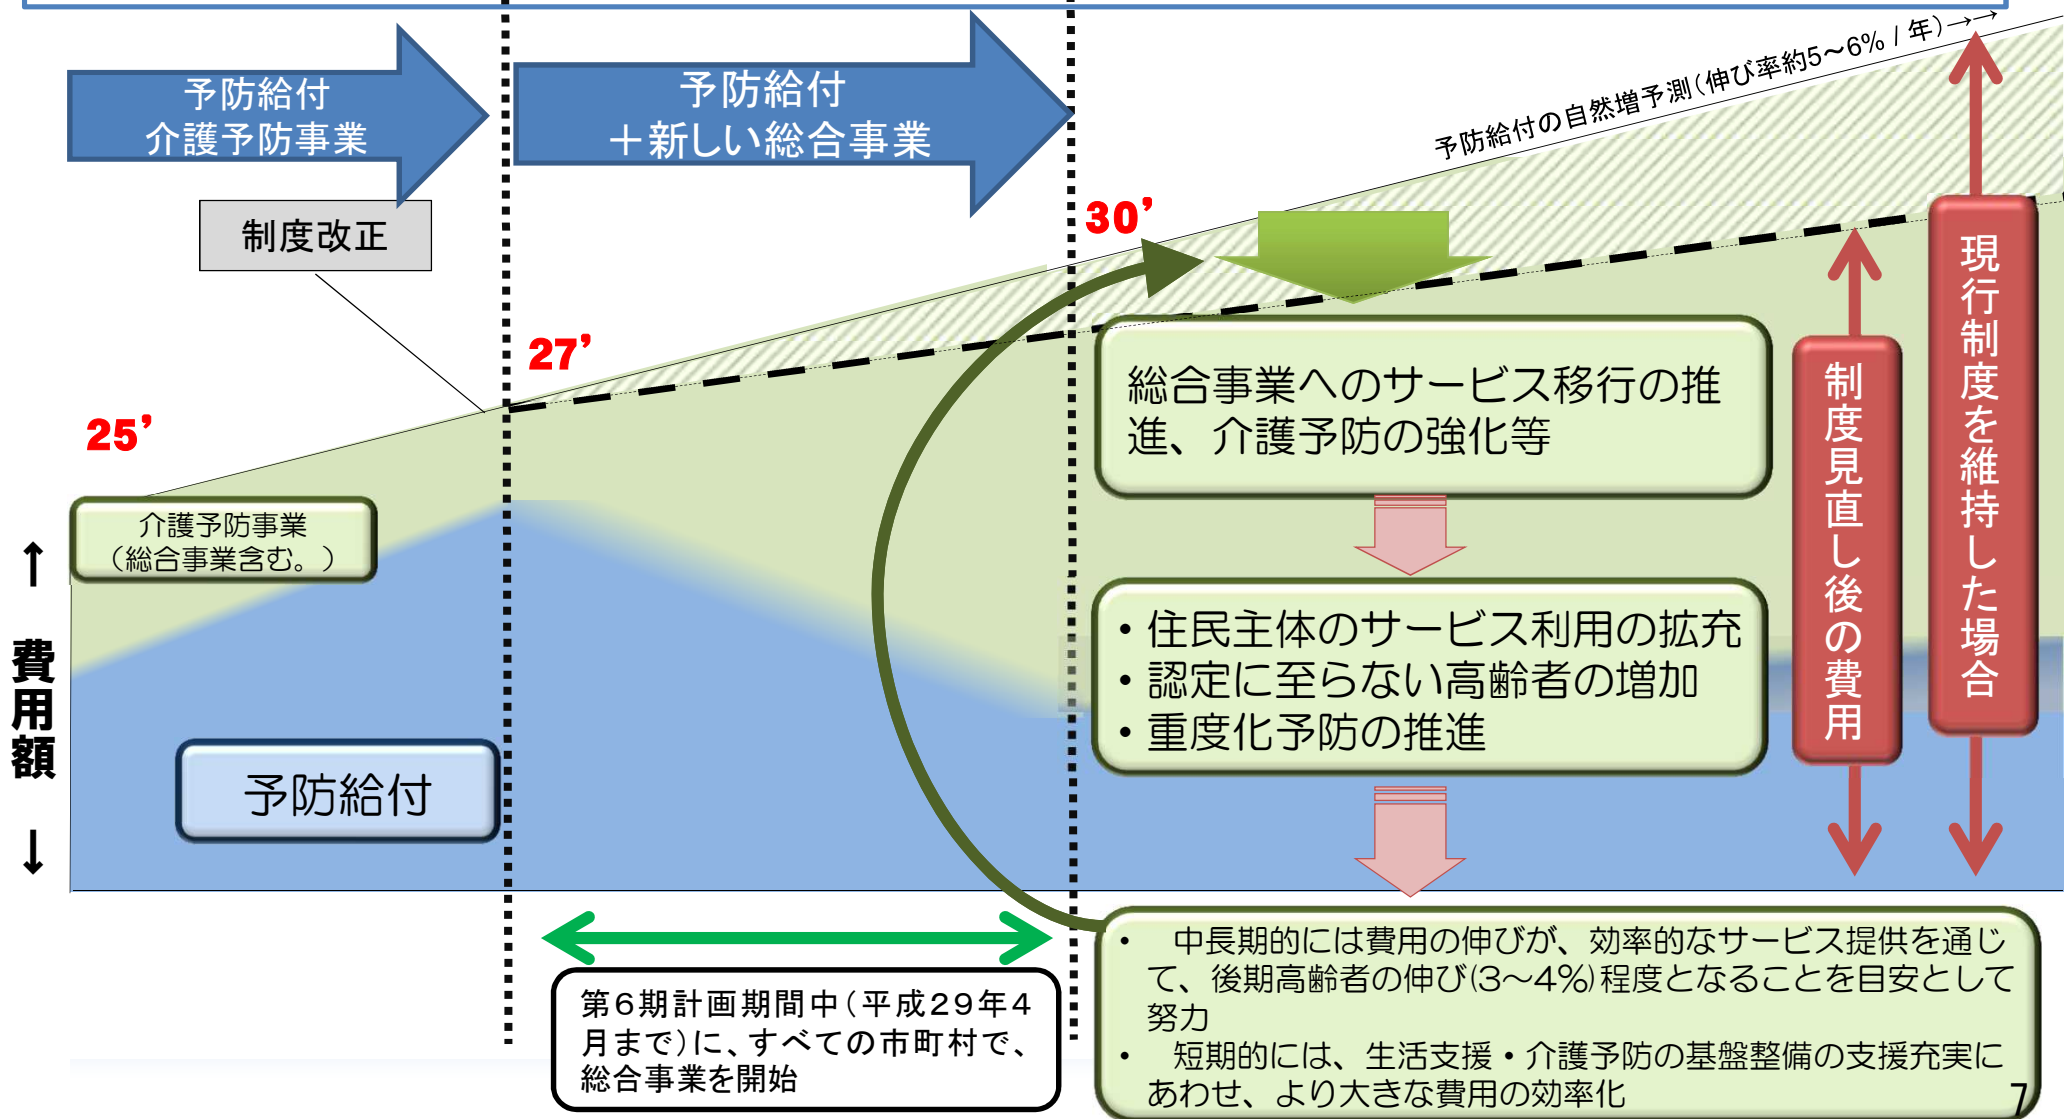 予防給付
介護予防事業
予防給付
＋新しい総合事業
予防給付の自然増予測(伸び率約5～6% / 年)→→
制度改正
30’
27’
25’
総合事業へのサービス移行の推
進、介護予防の強化等
介護予防事業
（総合事業含む。）
・住民主体のサービス利用の拡充
・認定に至らない高齢者の増加
・重度化予防の推進
制度見直し後の費用
現行制度を維持した場合
↑
費用額
↓
予防給付
第６期計画期間中(平成２９年４
月まで)に、すべての市町村で、
総合事業を開始
・ 中長期的には費用の伸びが、効率的なサービス提供を通じ
て、後期高齢者の伸び(3～4%)程度となることを目安として
努力
・ 短期的には、生活支援・介護予防の基盤整備の支援充実に
あわせ、より大きな費用の効率化
7